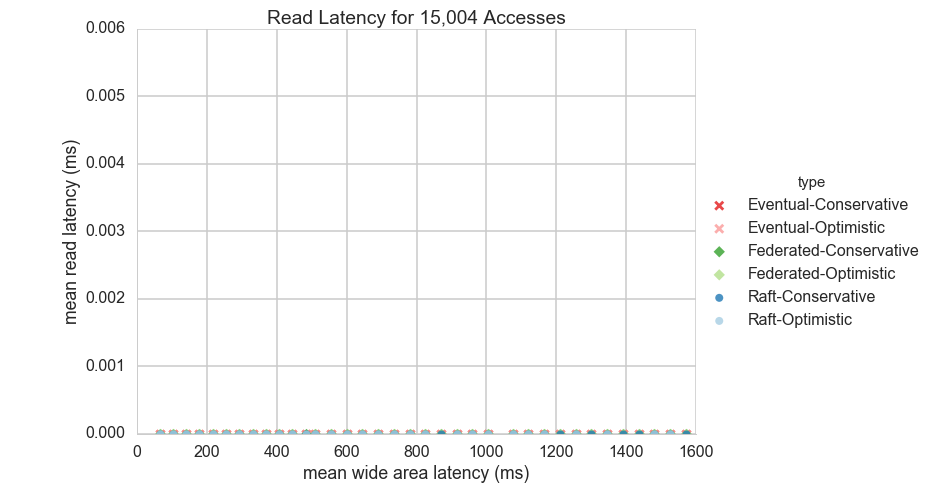 Read Latency for 15,004 Accesses
0.006
0.005
0.004
0.003
0.002
0.001
0.000
mean read latency (ms)
0 200 400 600 800 1000 1200 1400 1600
mean wide area latency (ms)
type
Eventual-Conservative
Eventual-Optimistic
Federated-Conservative
Federated-Optimistic
Raft-Conservative
Raft-Optimistic